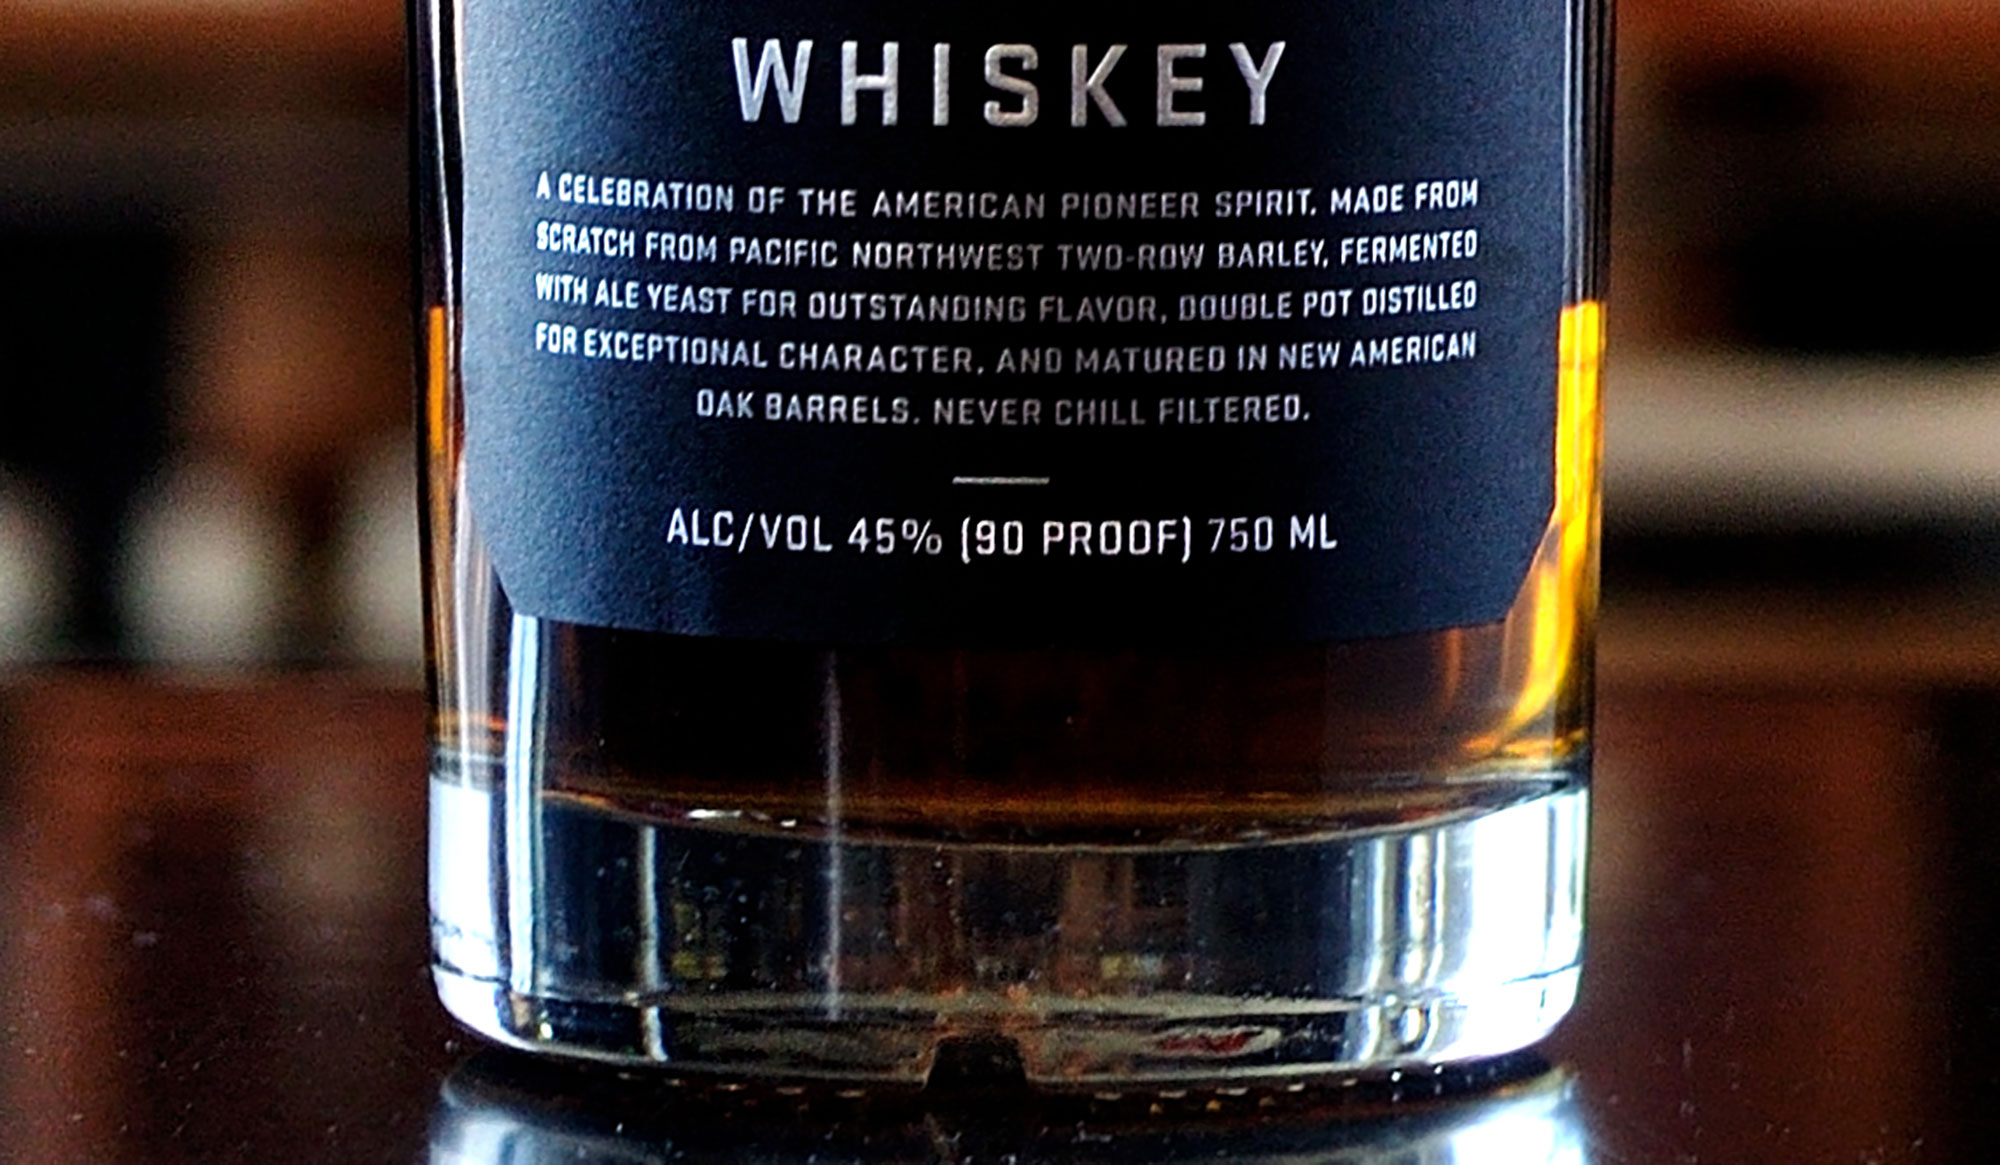 WHISKEY
A CELEBRATION OF THE AMERICAN PIONEER SPIRIT. MADE FROM
SCRATCH FROM PACIFIC NORTHWEST TWO-ROW BARLEY, FERMENTED
WITH ALE YEAST FOR OUTSTANDING FLAVOR, DOUBLE POT DISTILLED
FOR EXCEPTIONAL CHARACTER, AND MATURED IN NEW AMERICAN
OAK BARRELS. NEVER CHILL FILTERED.
ALC/VOL 45% (90 PROOF) 750 ML